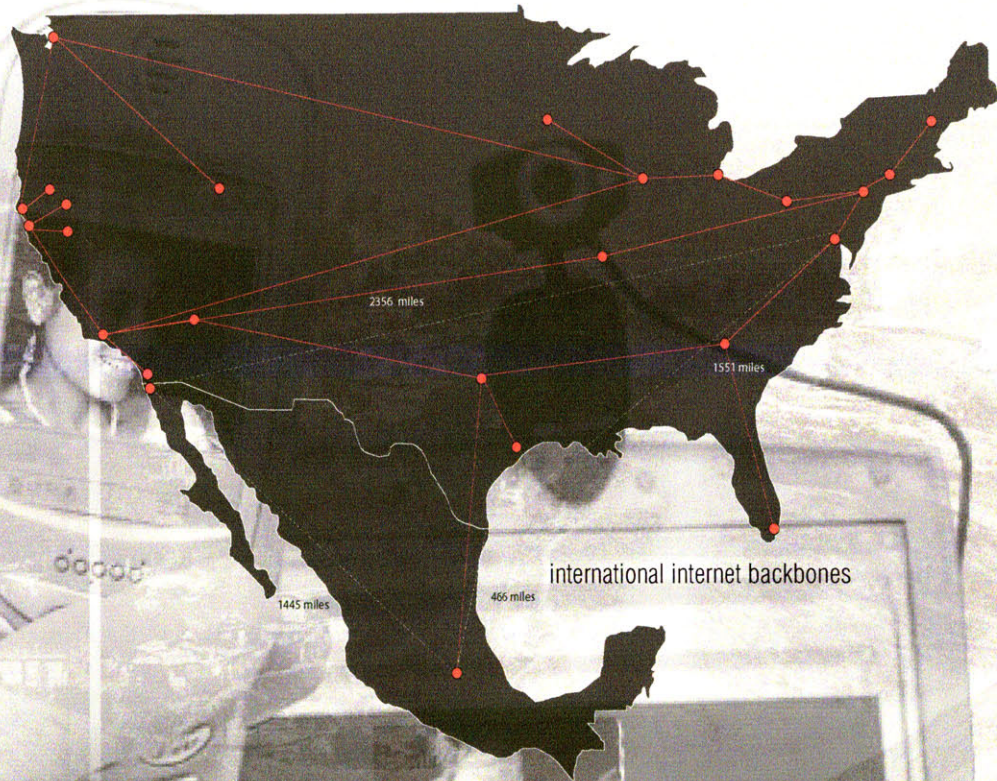 2356 miles
1551 miles
international internet backbones
1445 miles
466 miles